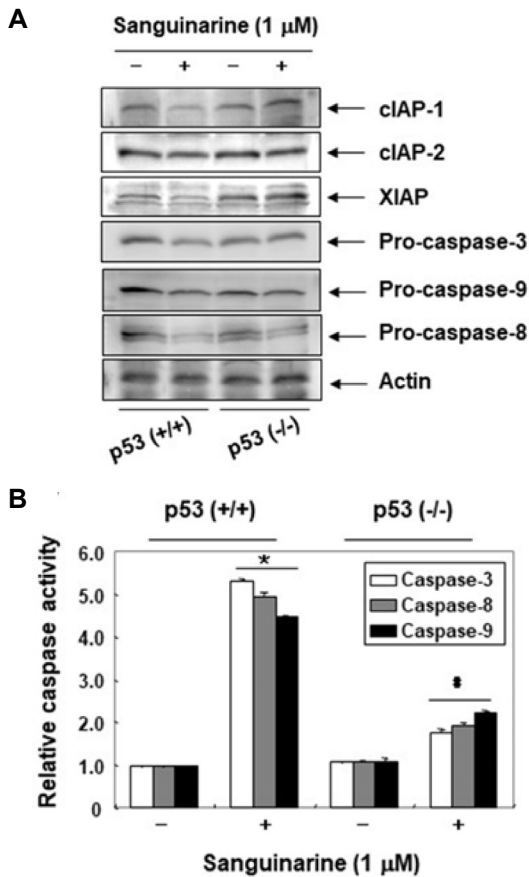 A
Sanguinarine (1 μM)
– + – +
cIAP-1
cIAP-2
XIAP
Pro-caspase-3
Pro-caspase-9
Pro-caspase-8
Actin
p53 (+/+) p53 (-/-)
B
p53 (+/+) p53 (-/-)
Relative caspase activity
6.0
5.0
4.0
3.0
2.0
1.0
0
*
Caspase-3
Caspase-8
Caspase-9
– + – +
Sanguinarine (1 μM)